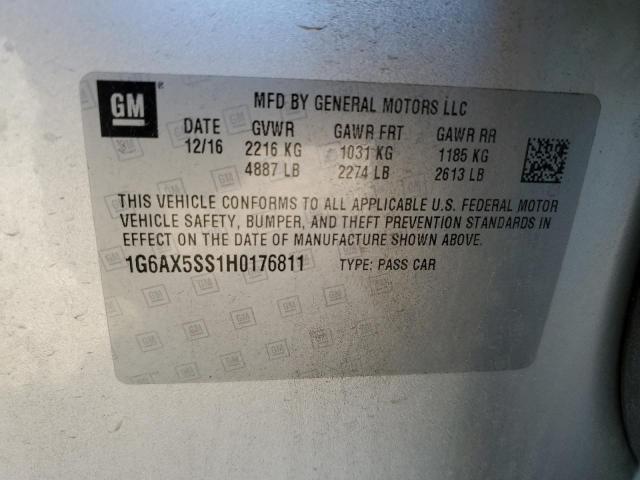 GM
MFD BY GENERAL MOTORS LLC
DATE GVWR GAWR FRT GAWR RR
12/16 2216 KG 1031 KG 1185 KG
4887 LB 2274 LB 2613 LB
THIS VEHICLE CONFORMS TO ALL APPLICABLE U.S. FEDERAL MOTOR
VEHICLE SAFETY, BUMPER, AND THEFT PREVENTION STANDARDS IN
EFFECT ON THE DATE OF MANUFACTURE SHOWN ABOVE.
1G6AX5SS1H0176811 TYPE: PASS CAR